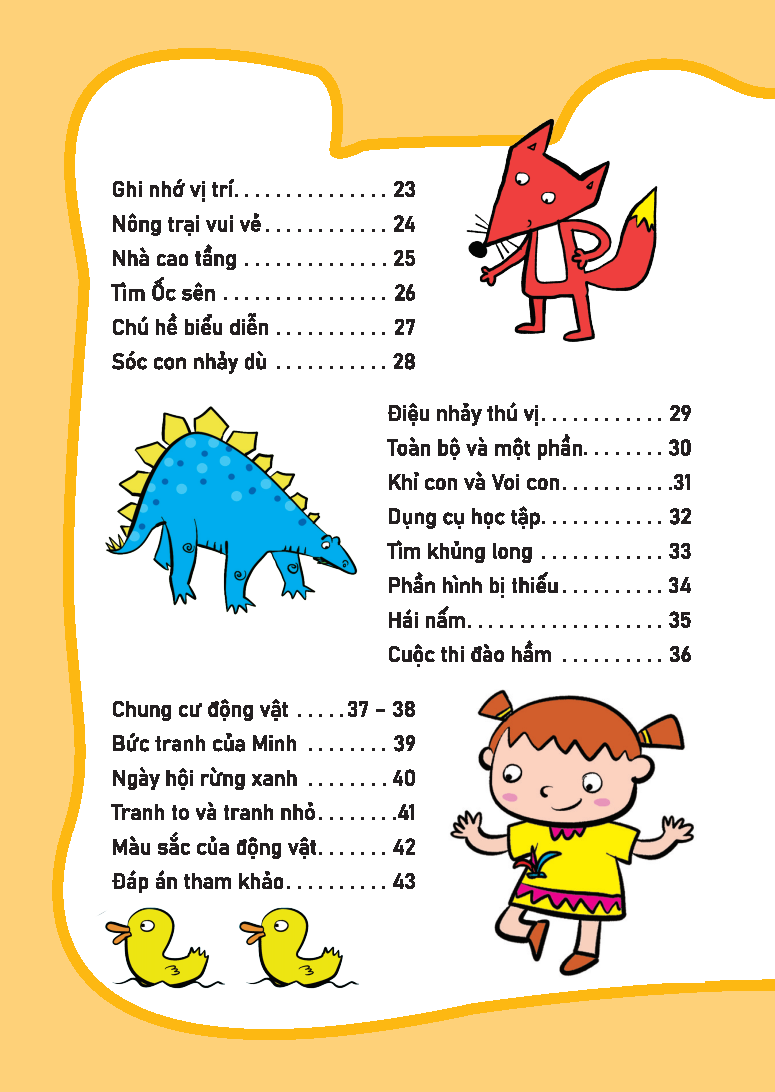 Ghi nhớ vị trí. . . . . . . . . . . . . . . 23
Nông trại vui vẻ . . . . . . . . . . . . 24
Nhà cao tầng . . . . . . . . . . . . . . 25
Tìm Ốc sên . . . . . . . . . . . . . . . . 26
Chú hề biểu diễn . . . . . . . . . . . 27
Sóc con nhảy dù . . . . . . . . . . . 28
Điệu nhảy thú vị. . . . . . . . . . . . 29
Toàn bộ và một phần. . . . . . . . 30
Khỉ con và Voi con. . . . . . . . . . .31
Dụng cụ học tập. . . . . . . . . . . . 32
Tìm khủng long . . . . . . . . . . . . 33
Phần hình bị thiếu . . . . . . . . . . 34
Hái nấm. . . . . . . . . . . . . . . . . . . 35
Cuộc thi đào hầm . . . . . . . . . . 36
Chung cư động vật . . . . . 37 – 38
Bức tranh của Minh . . . . . . . . 39
Ngày hội rừng xanh . . . . . . . . 40
Tranh to và tranh nhỏ. . . . . . . .41
Màu sắc của động vật. . . . . . . 42
Đáp án tham khảo. . . . . . . . . . 43